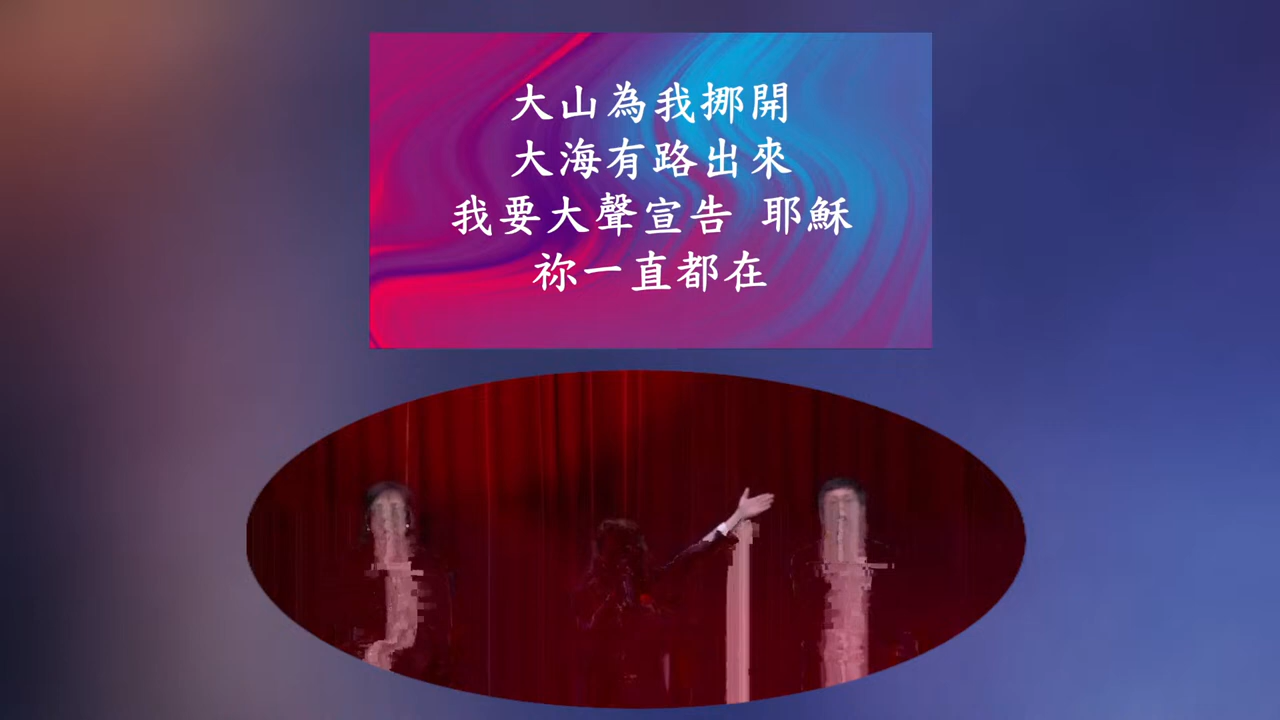 大山為我挪開
大海有路出來
我要大聲宣告 耶穌
祢一直都在